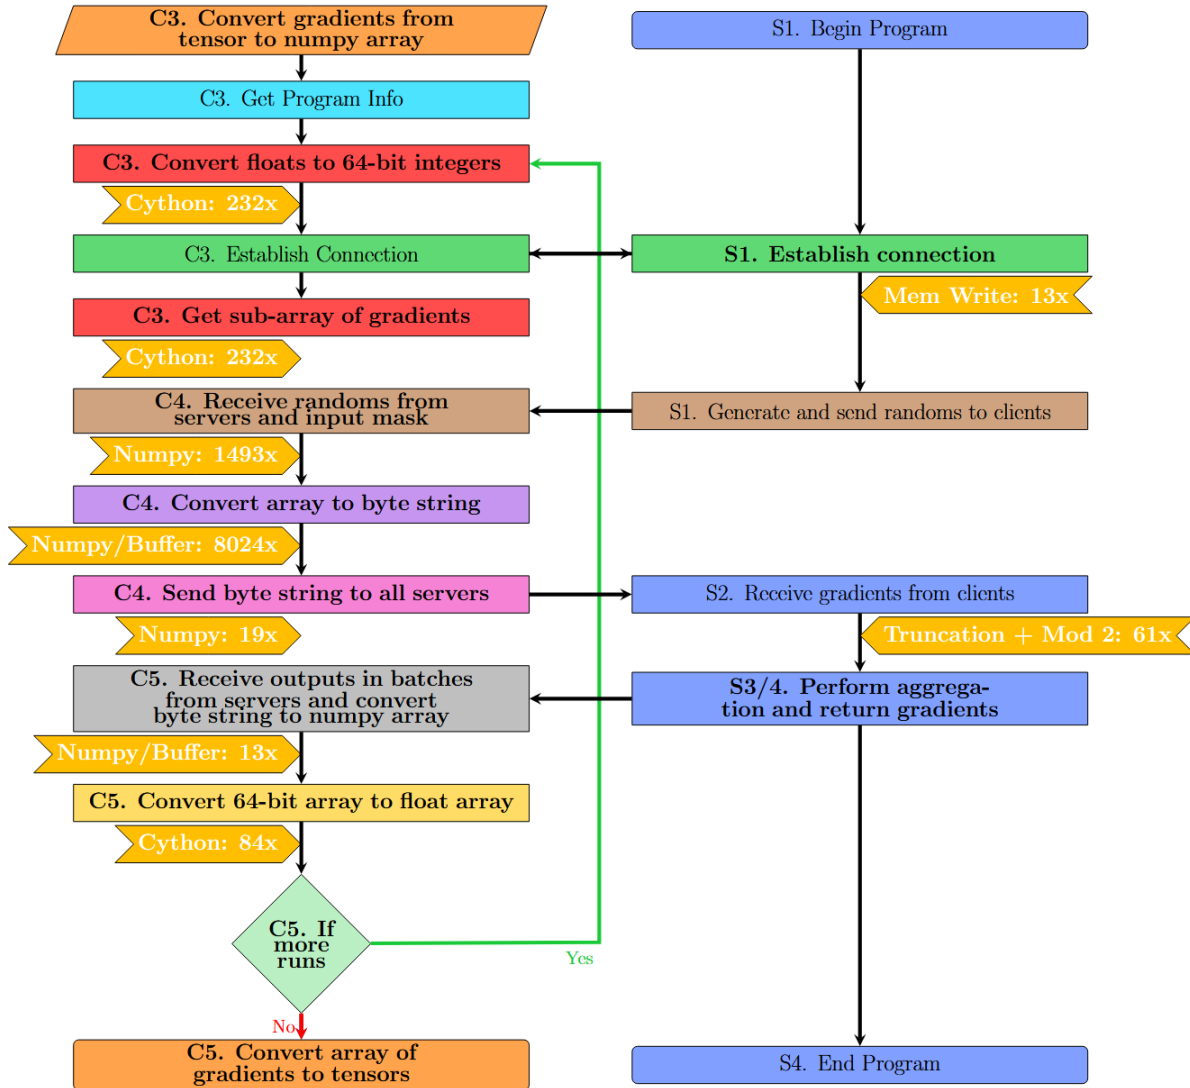 C3. Convert gradients from
tensor to numpy array
S1. Begin Program
C3. Get Program Info
C3. Convert floats to 64-bit integers
Cython: 232x
C3. Establish Connection
S1. Establish connection
Mem Write: 13x
C3. Get sub-array of gradients
Cython: 232x
C4. Receive randoms from
servers and input mask
S1. Generate and send randoms to clients
Numpy: 1493x
C4. Convert array to byte string
Numpy/Buffer: 8024x
C4. Send byte string to all servers
S2. Receive gradients from clients
Numpy: 19x
Truncation + Mod 2: 61x
C5. Receive outputs in batches
from servers and convert
byte string to numpy array
S3/4. Perform aggrega-
tion and return gradients
Numpy/Buffer: 13x
C5. Convert 64-bit array to float array
Cython: 84x
C5. If
more
runs
Yes
No
C5. Convert array of
gradients to tensors
S4. End Program